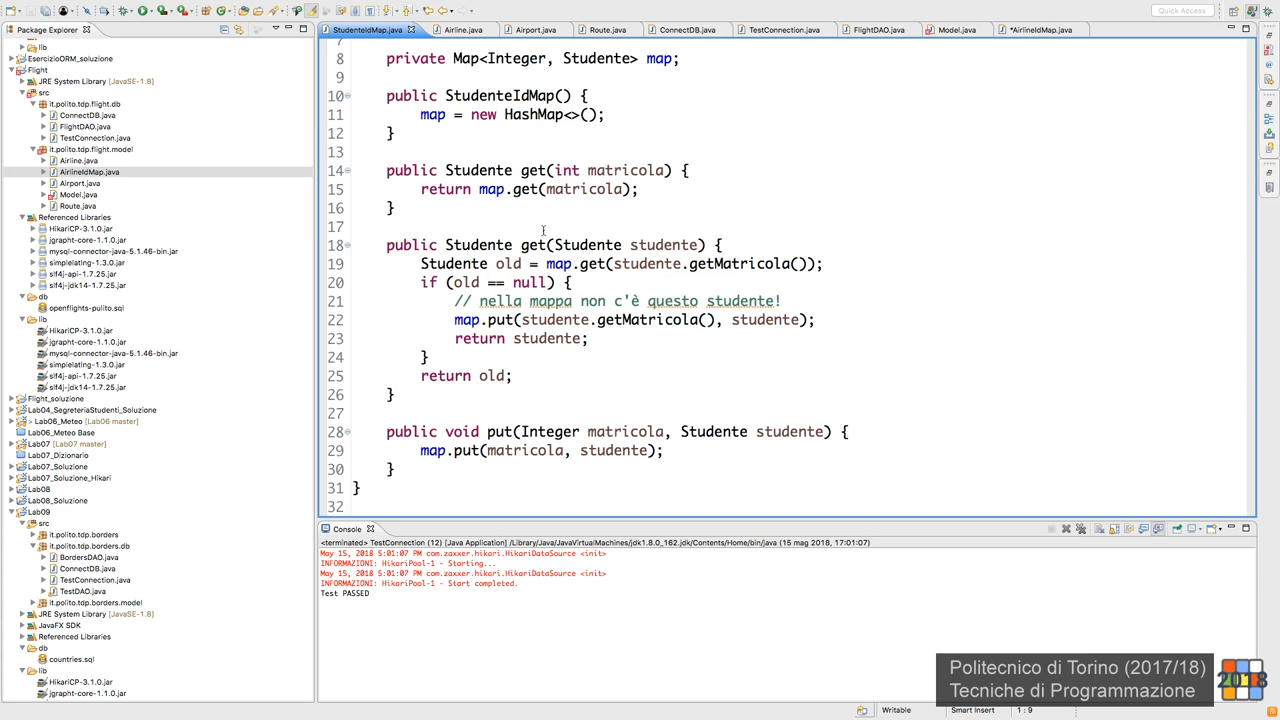 Quick Access
Package Explorer
StudenteIdMap.java
Airline.java
Airport.java
Route.java
ConnectDB.java
TestConnection.java
FlightDAO.java
Model.java
*AirlineIdMap.java
lib
EsercizioORM_soluzione
Flight
JRE System Library [JavaSE-1.8]
src
it.polito.tdp.flight.db
ConnectDB.java
FlightDAO.java
TestConnection.java
it.polito.tdp.flight.model
Airline.java
AirlineIdMap.java
Airport.java
Model.java
Route.java
Referenced Libraries
HikariCP-3.1.0.jar
jgrapht-core-1.1.0.jar
mysql-connector-java-5.1.46-bin.jar
simplelatlng-1.3.0.jar
slf4j-api-1.7.25.jar
slf4j-jdk14-1.7.25.jar
db
openflights-pulito.sql
lib
HikariCP-3.1.0.jar
jgrapht-core-1.1.0.jar
mysql-connector-java-5.1.46-bin.jar
simplelatlng-1.3.0.jar
slf4j-api-1.7.25.jar
slf4j-jdk14-1.7.25.jar
Flight_soluzione
Lab04_SegreteriaStudenti_Soluzione
> Lab06_Meteo [Lab06 master]
Lab06_Meteo Base
Lab07 [Lab07 master]
Lab07_Dizionario
Lab07_Soluzione
Lab07_Soluzione_Hikari
Lab08
Lab08_Soluzione
Lab09
src
it.polito.tdp.borders
it.polito.tdp.borders.db
BordersDAO.java
ConnectDB.java
TestConnection.java
TestDAO.java
it.polito.tdp.borders.model
JRE System Library [JavaSE-1.8]
JavaFX SDK
Referenced Libraries
db
countries.sql
lib
HikariCP-3.1.0.jar
jgrapht-core-1.1.0.jar
7
8 private Map<Integer, Studente> map;
9
10 public StudenteIdMap() {
11 map = new HashMap<>();
12 }
13
14 public Studente get(int matricola) {
15 return map.get(matricola);
16 }
17
18 public Studente get(Studente studente) {
19 Studente old = map.get(studente.getMatricola());
20 if (old == null) {
21 // nella mappa non c'è questo studente!
22 map.put(studente.getMatricola(), studente);
23 return studente;
24 }
25 return old;
26 }
27
28 public void put(Integer matricola, Studente studente) {
29 map.put(matricola, studente);
30 }
31 }
32
Console
<terminated> TestConnection (12) [Java Application] /Library/Java/JavaVirtualMachines/jdk1.8.0_162.jdk/Contents/Home/bin/java (15 mag 2018, 17:01:07)
May 15, 2018 5:01:07 PM com.zaxxer.hikari.HikariDataSource <init>
INFORMAZIONI: HikariPool-1 - Starting...
May 15, 2018 5:01:07 PM com.zaxxer.hikari.HikariDataSource <init>
INFORMAZIONI: HikariPool-1 - Start completed.
Test PASSED
Politecnico di Torino (2017/18)
Tecniche di Programmazione
2018
Writable
Smart Insert
1 : 9